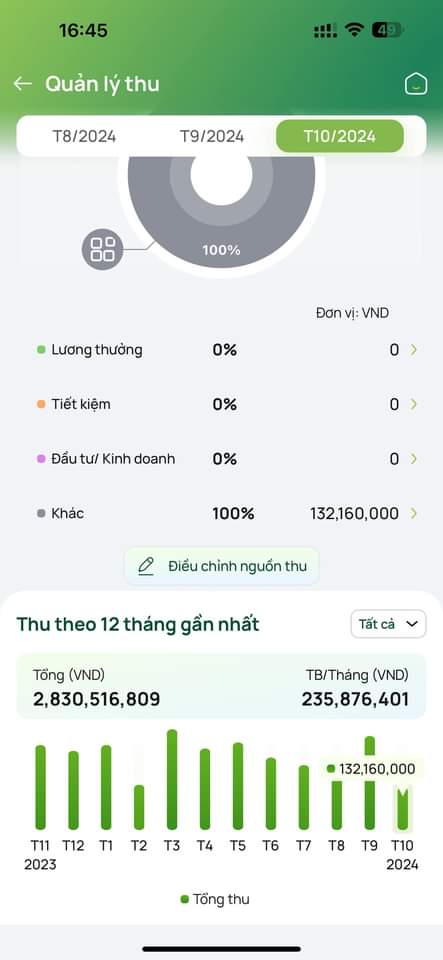 16:45
49
Quản lý thu
T8/2024 T9/2024 T10/2024
100%
Đơn vị: VND
Lương thưởng 0% 0
Tiết kiệm 0% 0
Đầu tư/ Kinh doanh 0% 0
Khác 100% 132,160,000
Điều chỉnh nguồn thu
Thu theo 12 tháng gần nhất Tất cả
Tổng (VND) TB/Tháng (VND)
2,830,516,809 235,876,401
132,160,000
T11 T12 T1 T2 T3 T4 T5 T6 T7 T8 T9 T10
2023 2024
Tổng thu